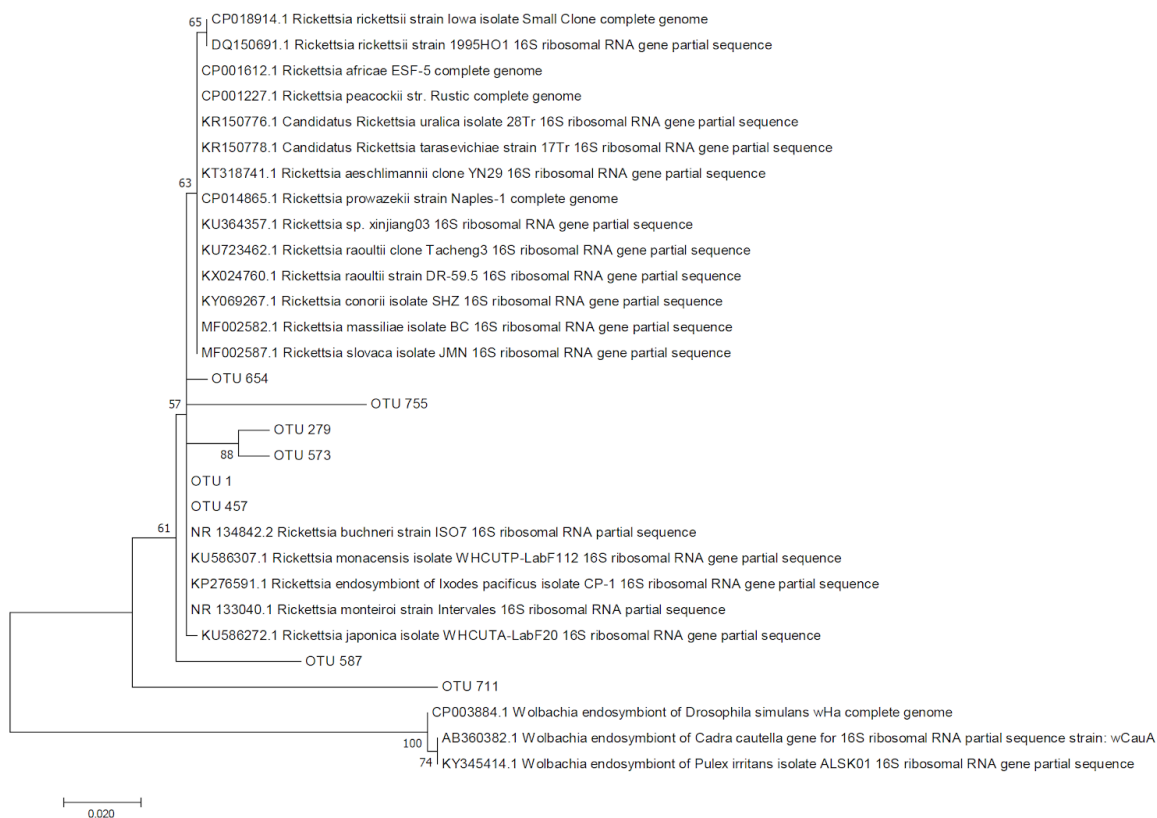 65
CP018914.1 Rickettsia rickettsii strain Iowa isolate Small Clone complete genome
DQ150691.1 Rickettsia rickettsii strain 1995HO1 16S ribosomal RNA gene partial sequence
CP001612.1 Rickettsia africae ESF-5 complete genome
CP001227.1 Rickettsia peacockii str. Rustic complete genome
KR150776.1 Candidatus Rickettsia uralica isolate 28Tr 16S ribosomal RNA gene partial sequence
KR150778.1 Candidatus Rickettsia tarasevichiae strain 17Tr 16S ribosomal RNA gene partial sequence
KT318741.1 Rickettsia aeschlimannii clone YN29 16S ribosomal RNA gene partial sequence
63
CP014865.1 Rickettsia prowazekii strain Naples-1 complete genome
KU364357.1 Rickettsia sp. xinjiang03 16S ribosomal RNA gene partial sequence
KU723462.1 Rickettsia raoultii clone Tacheng3 16S ribosomal RNA gene partial sequence
KX024760.1 Rickettsia raoultii strain DR-59.5 16S ribosomal RNA gene partial sequence
KY069267.1 Rickettsia conorii isolate SHZ 16S ribosomal RNA gene partial sequence
MF002582.1 Rickettsia massiliae isolate BC 16S ribosomal RNA gene partial sequence
MF002587.1 Rickettsia slovaca isolate JMN 16S ribosomal RNA gene partial sequence
OTU 654
57
OTU 755
OTU 279
88
OTU 573
OTU 1
OTU 457
61
NR 134842.2 Rickettsia buchneri strain ISO7 16S ribosomal RNA partial sequence
KU586307.1 Rickettsia monacensis isolate WHCUTP-LabF112 16S ribosomal RNA gene partial sequence
KP276591.1 Rickettsia endosymbiont of Ixodes pacificus isolate CP-1 16S ribosomal RNA gene partial sequence
NR 133040.1 Rickettsia monteiroi strain Intervales 16S ribosomal RNA partial sequence
KU586272.1 Rickettsia japonica isolate WHCUTA-LabF20 16S ribosomal RNA gene partial sequence
OTU 587
OTU 711
CP003884.1 Wolbachia endosymbiont of Drosophila simulans wHa complete genome
100
AB360382.1 Wolbachia endosymbiont of Cadra cautella gene for 16S ribosomal RNA partial sequence strain: wCauA
74
KY345414.1 Wolbachia endosymbiont of Pulex irritans isolate ALSK01 16S ribosomal RNA gene partial sequence
0.020